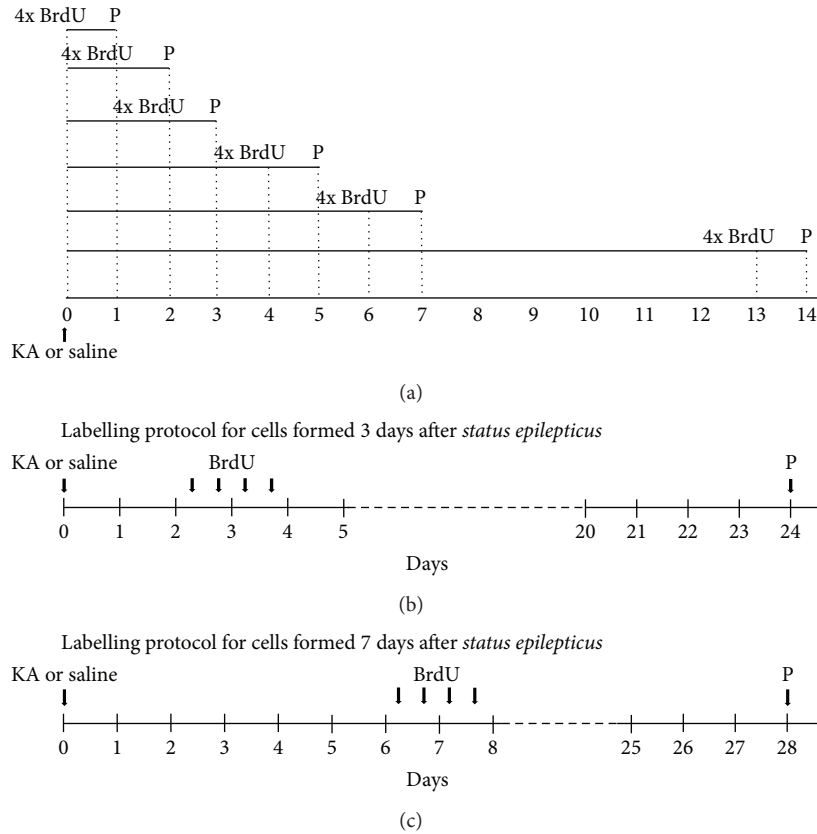 4x BrdU P
4x BrdU P
4x BrdU P
4x BrdU P
4x BrdU P
4x BrdU P
0 1 2 3 4 5 6 7 8 9 10 11 12 13 14
KA or saline
(a)
Labelling protocol for cells formed 3 days after status epilepticus
KA or saline BrdU P
0 1 2 3 4 5 20 21 22 23 24
Days
(b)
Labelling protocol for cells formed 7 days after status epilepticus
KA or saline BrdU P
0 1 2 3 4 5 6 7 8 25 26 27 28
Days
(c)